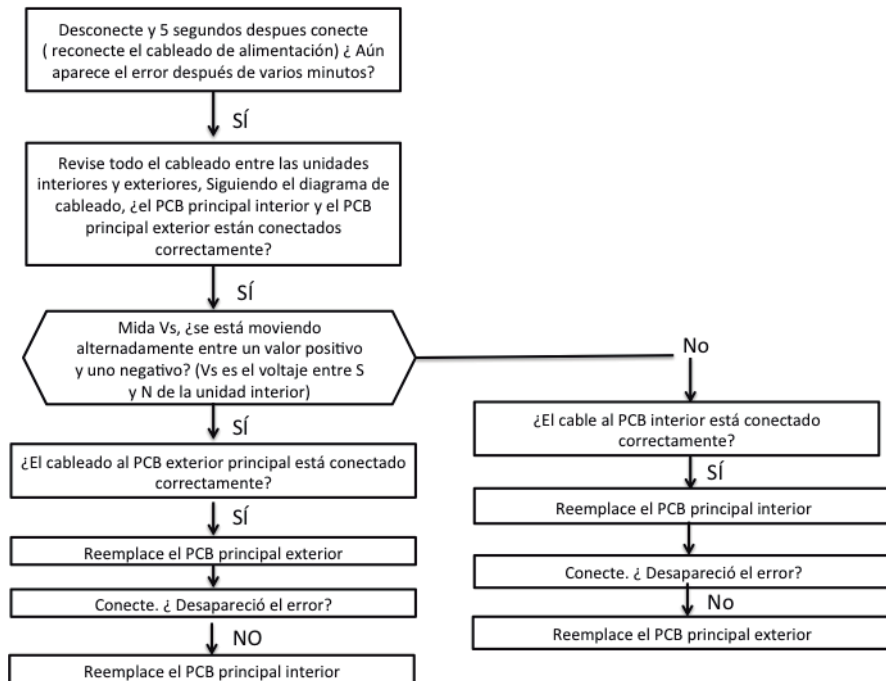 Desconecte y 5 segundos despues conecte
( reconecte el cableado de alimentación) ¿ Aún
aparece el error después de varios minutos?
SÍ
Revise todo el cableado entre las unidades
interiores y exteriores, Siguiendo el diagrama de
cableado, ¿el PCB principal interior y el PCB
principal exterior están conectados
correctamente?
SÍ
Mida Vs, ¿se está moviendo
alternadamente entre un valor positivo
y uno negativo? (Vs es el voltaje entre S
y N de la unidad interior)
SÍ
¿El cableado al PCB exterior principal está conectado
correctamente?
SÍ
Reemplace el PCB principal exterior
Conecte. ¿ Desapareció el error?
NO
Reemplace el PCB principal interior
No
¿El cable al PCB interior está conectado
correctamente?
SÍ
Reemplace el PCB principal interior
Conecte. ¿ Desapareció el error?
No
Reemplace el PCB principal exterior